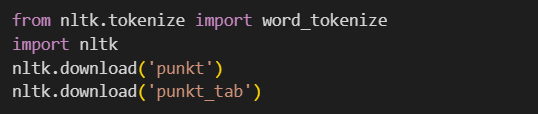 from nltk.tokenize import word_tokenize
import nltk
nltk.download('punkt')
nltk.download('punkt_tab')